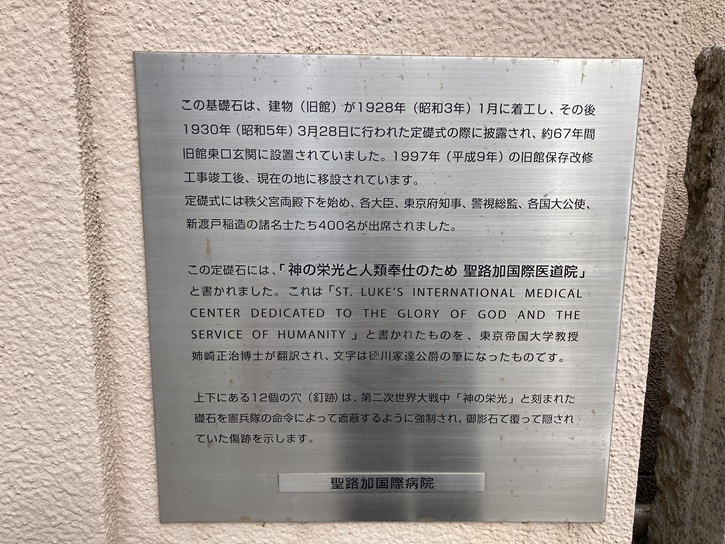 この基礎石は、建物（旧館）が1928年（昭和3年）1月に着工し、その後
1930年（昭和5年）3月28日に行われた定礎式の際に披露され、約67年間
旧館東口玄関に設置されていました。1997年（平成9年）の旧館保存改修
工事竣工後、現在の地に移設されています。
定礎式には秩父宮両殿下を始め、各大臣、東京府知事、警視総監、各国大公使、
新渡戸稲造の諸名士たち400名が出席されました。
この定礎石には、「神の栄光と人類奉仕のため 聖路加国際医道院」
と書かれました。これは「ST. LUKE'S INTERNATIONAL MEDICAL
CENTER DEDICATED TO THE GLORY OF GOD AND THE
SERVICE OF HUMANITY」と書かれたものを、東京帝国大学教授
姉崎正治博士が翻訳され、文字は徳川家達公爵の筆になったものです。
上下にある12個の穴（釘跡）は、第二次世界大戦中「神の栄光」と刻まれた
礎石を憲兵隊の命令によって遮蔽するように強制され、御影石で覆って隠され
ていた傷跡を示します。
聖路加国際病院